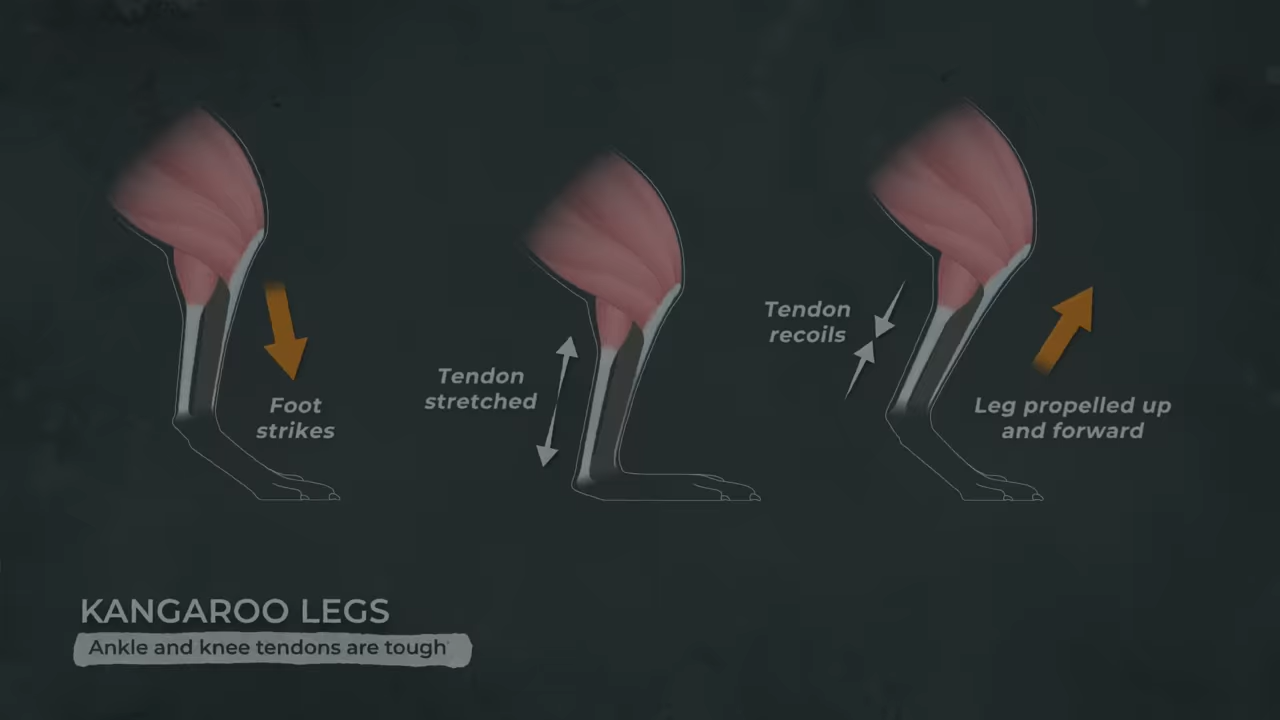 Foot
strikes
Tendon
stretched
Tendon
recoils
Leg propelled up
and forward
KANGAROO LEGS
Ankle and knee tendons are tough